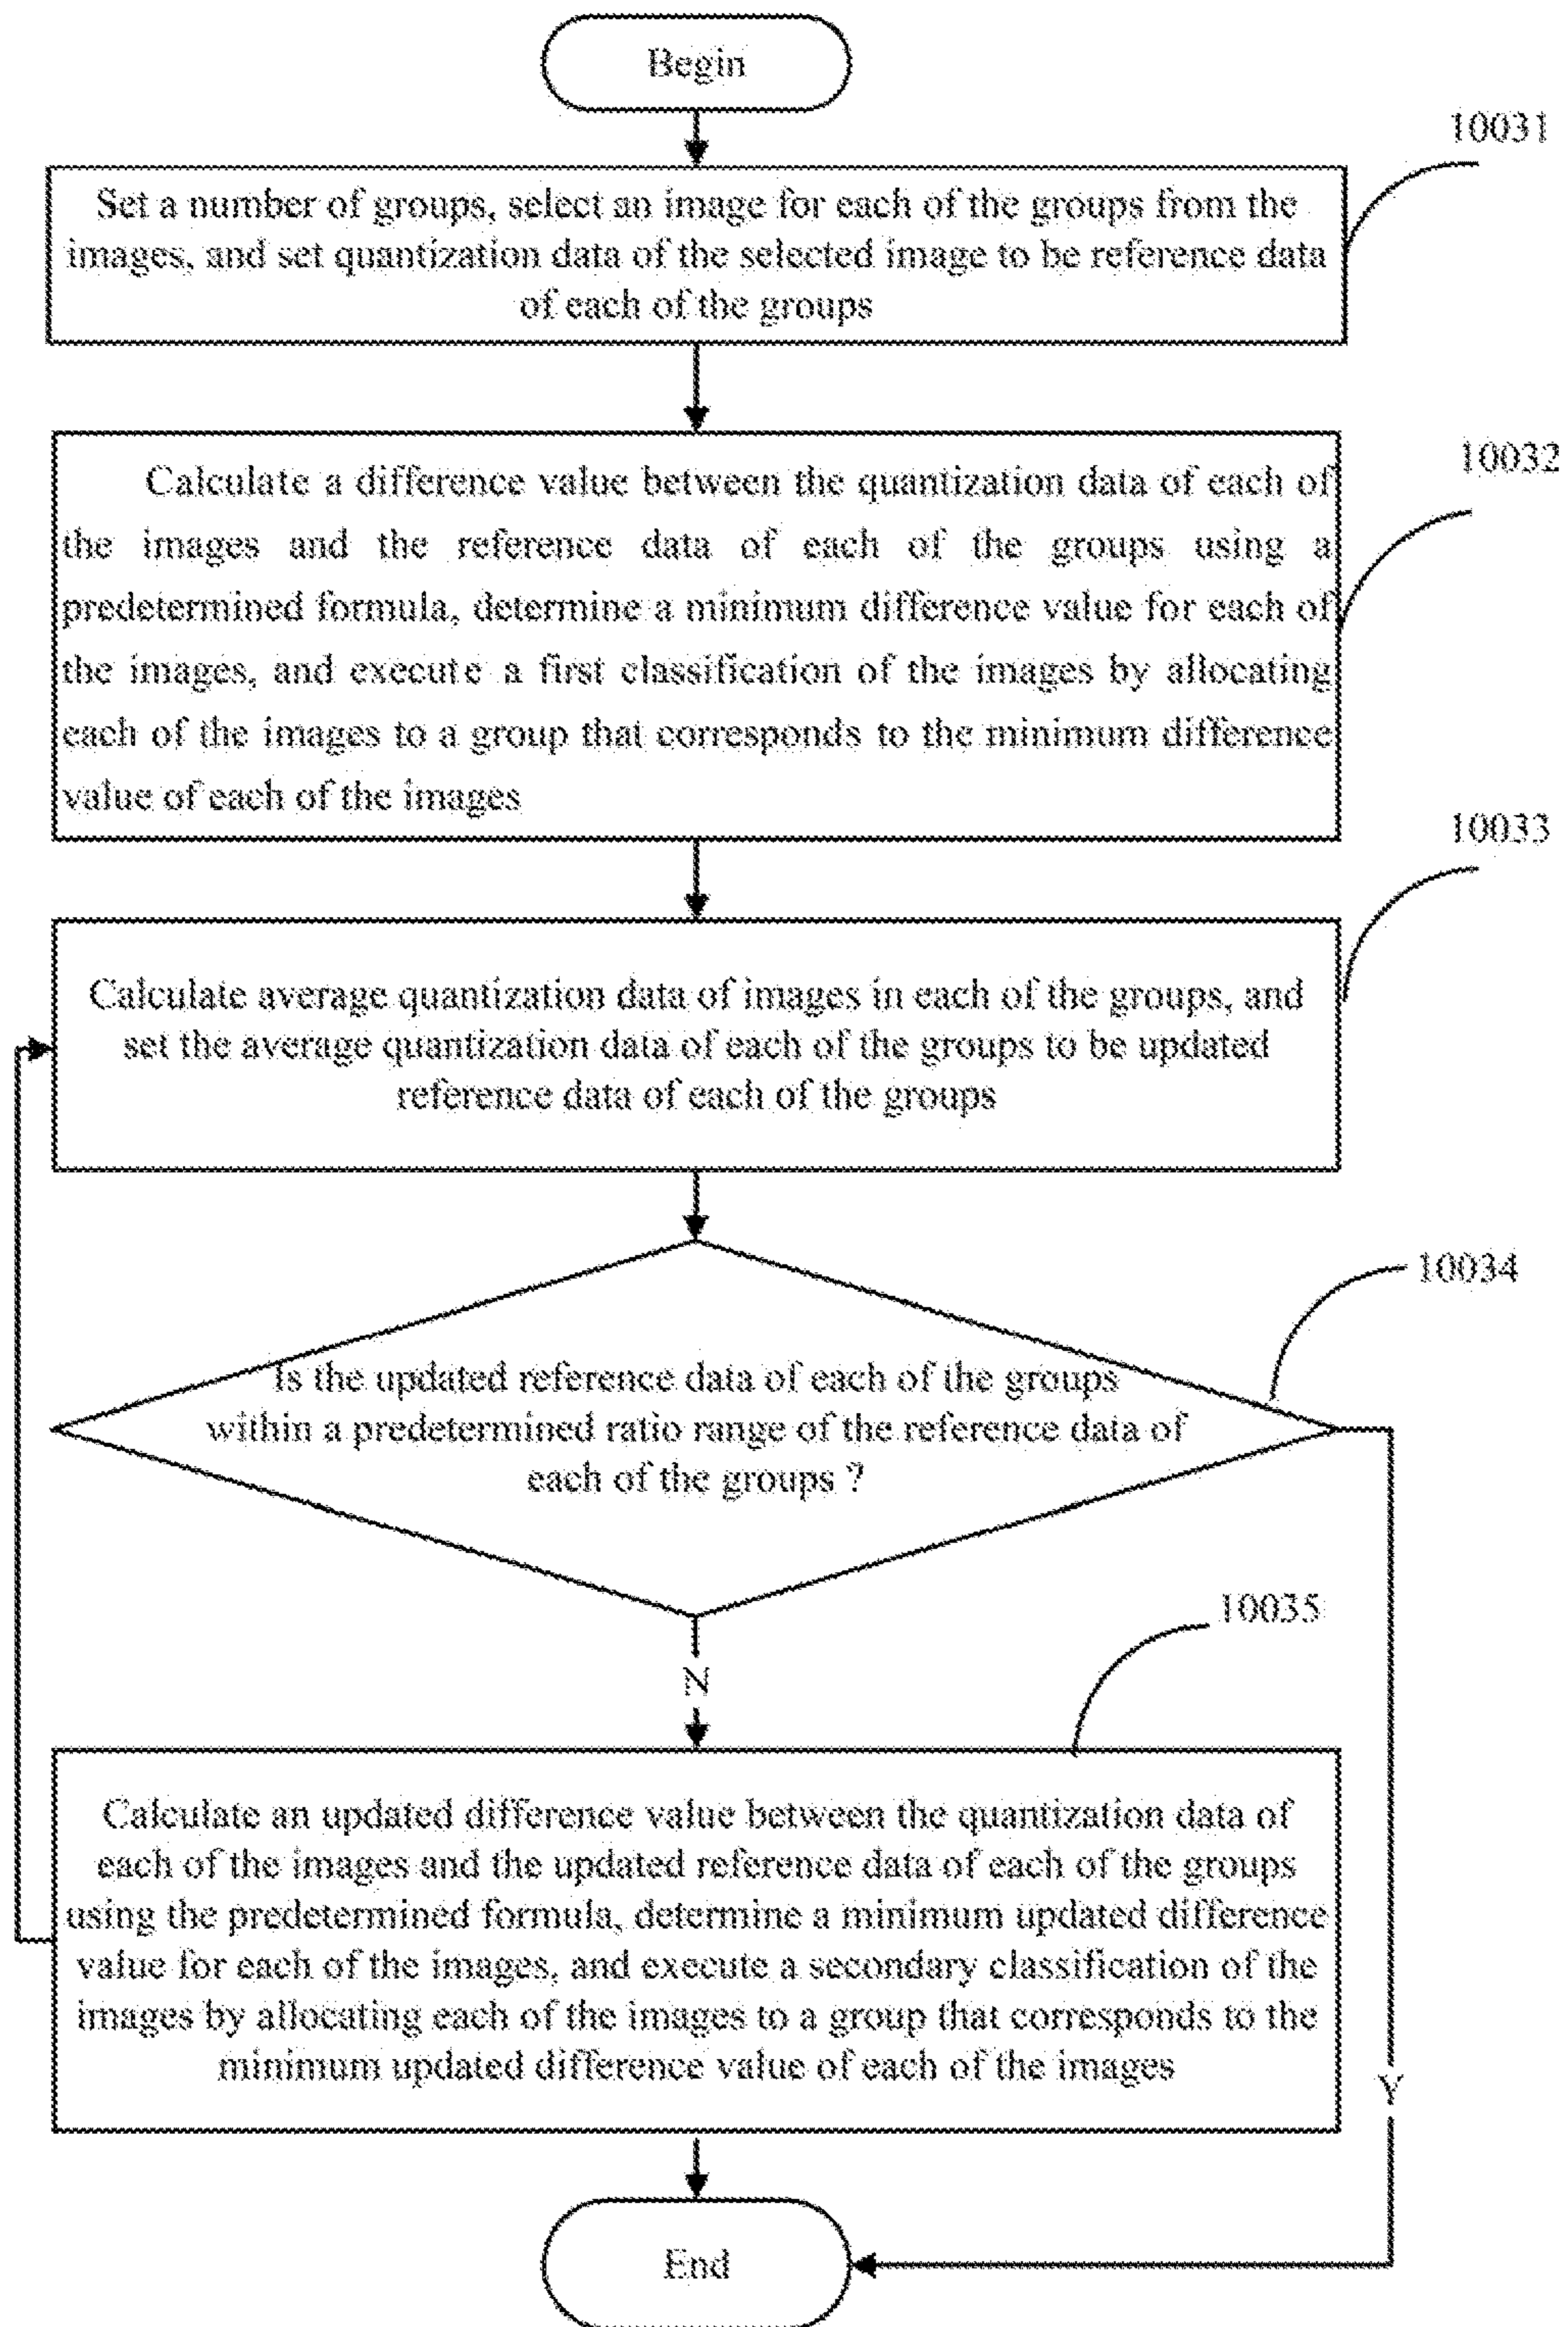 Begin
10031
Set a number of groups, select an image for each of the groups from the
images, and set quantization data of the selected image to be reference data
of each of the groups
10032
Calculate a difference value between the quantization data of each of
the images and the reference data of each of the groups using a
predetermined formula, determine a minimum difference value for each of
the images, and execute a first classification of the images by allocating
each of the images to a group that corresponds to the minimum difference
value of each of the images
10033
Calculate average quantization data of images in each of the groups, and
set the average quantization data of each of the groups to be updated
reference data of each of the groups
10034
Is the updated reference data of each of the groups
within a predetermined ratio range of the reference data of
each of the groups ?
10035
N
Calculate an updated difference value between the quantization data of
each of the images and the updated reference data of each of the groups
using the predetermined formula, determine a minimum updated difference
value for each of the images, and execute a secondary classification of the
images by allocating each of the images to a group that corresponds to the
minimum updated difference value of each of the images
Y
End